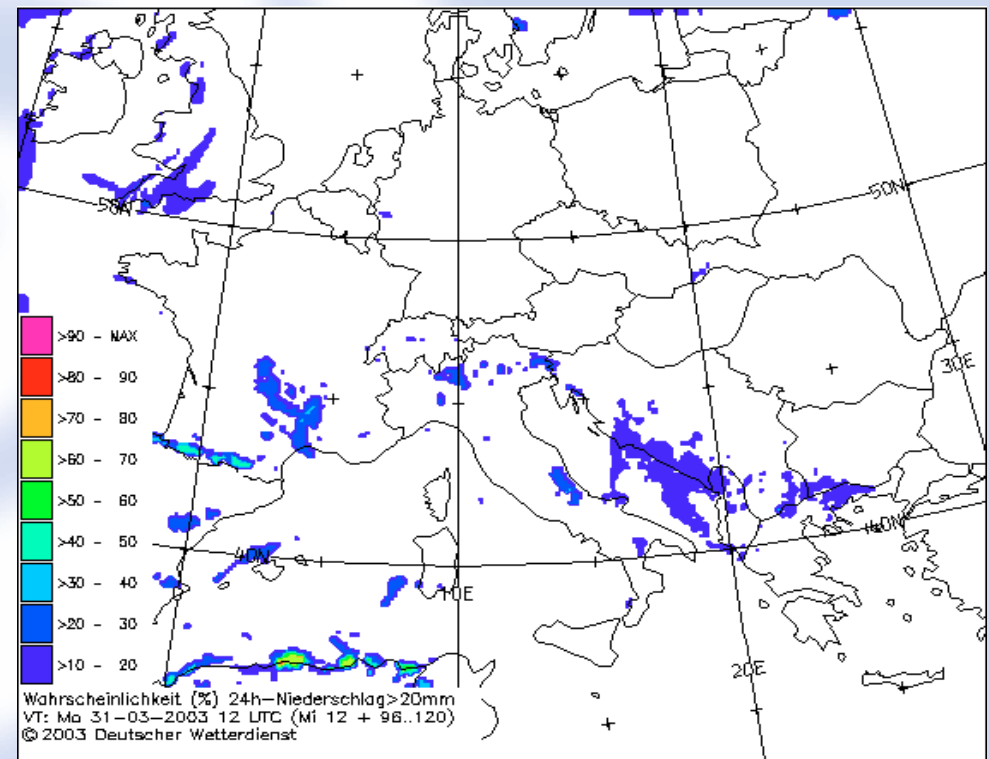 50N
50N
30E
>90 - MAX
>80 - 90
>70 - 80
>60 - 70
>50 - 60
>40 - 50
>30 - 40
>20 - 30
>10 - 20
40N
40N
10E
20E
Wahrscheinlichkeit (%) 24h-Niederschlag>20mm
VT: Mo 31-03-2003 12 UTC (Mi 12 + 96..120)
© 2003 Deutscher Wetterdienst